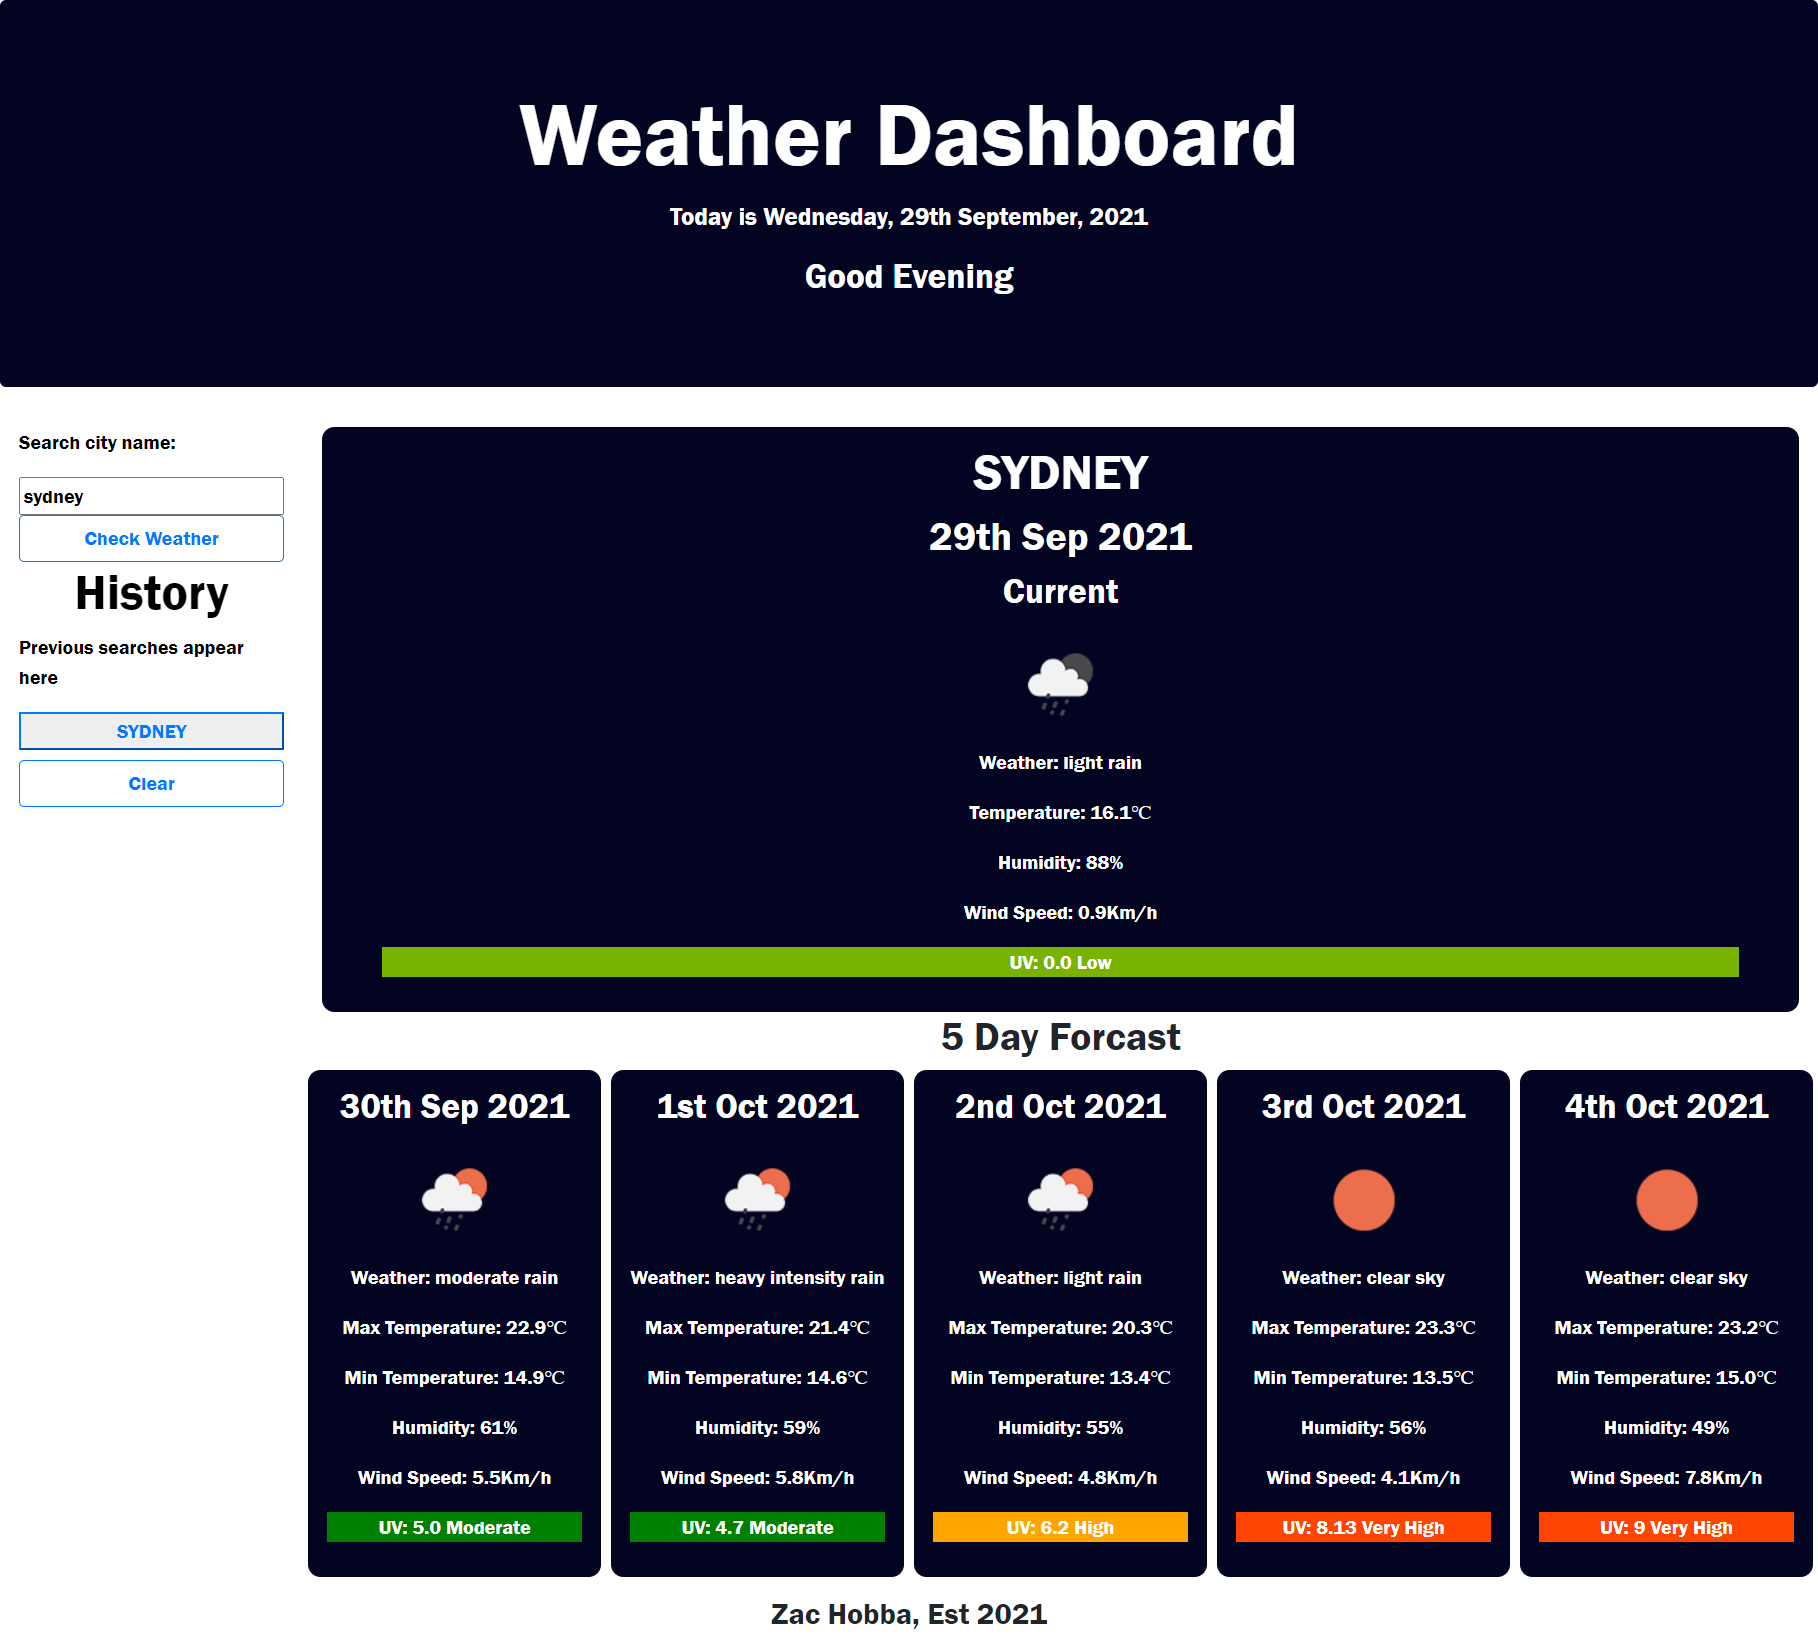 Weather Dashboard
Today is Wednesday, 29th September, 2021
Good Evening
Search city name:
sydney
Check Weather
History
Previous searches appear
here
SYDNEY
Clear
SYDNEY
29th Sep 2021
Current
Weather: light rain
Temperature: 16.1℃
Humidity: 88%
Wind Speed: 0.9Km/h
UV: 0.0 Low
5 Day Forcast
30th Sep 2021
Weather: moderate rain
Max Temperature: 22.9℃
Min Temperature: 14.9℃
Humidity: 61%
Wind Speed: 5.5Km/h
UV: 5.0 Moderate
1st Oct 2021
Weather: heavy intensity rain
Max Temperature: 21.4℃
Min Temperature: 14.6℃
Humidity: 59%
Wind Speed: 5.8Km/h
UV: 4.7 Moderate
2nd Oct 2021
Weather: light rain
Max Temperature: 20.3℃
Min Temperature: 13.4℃
Humidity: 55%
Wind Speed: 4.8Km/h
UV: 6.2 High
3rd Oct 2021
Weather: clear sky
Max Temperature: 23.3℃
Min Temperature: 13.5℃
Humidity: 56%
Wind Speed: 4.1Km/h
UV: 8.13 Very High
4th Oct 2021
Weather: clear sky
Max Temperature: 23.2℃
Min Temperature: 15.0℃
Humidity: 49%
Wind Speed: 7.8Km/h
UV: 9 Very High
Zac Hobba, Est 2021